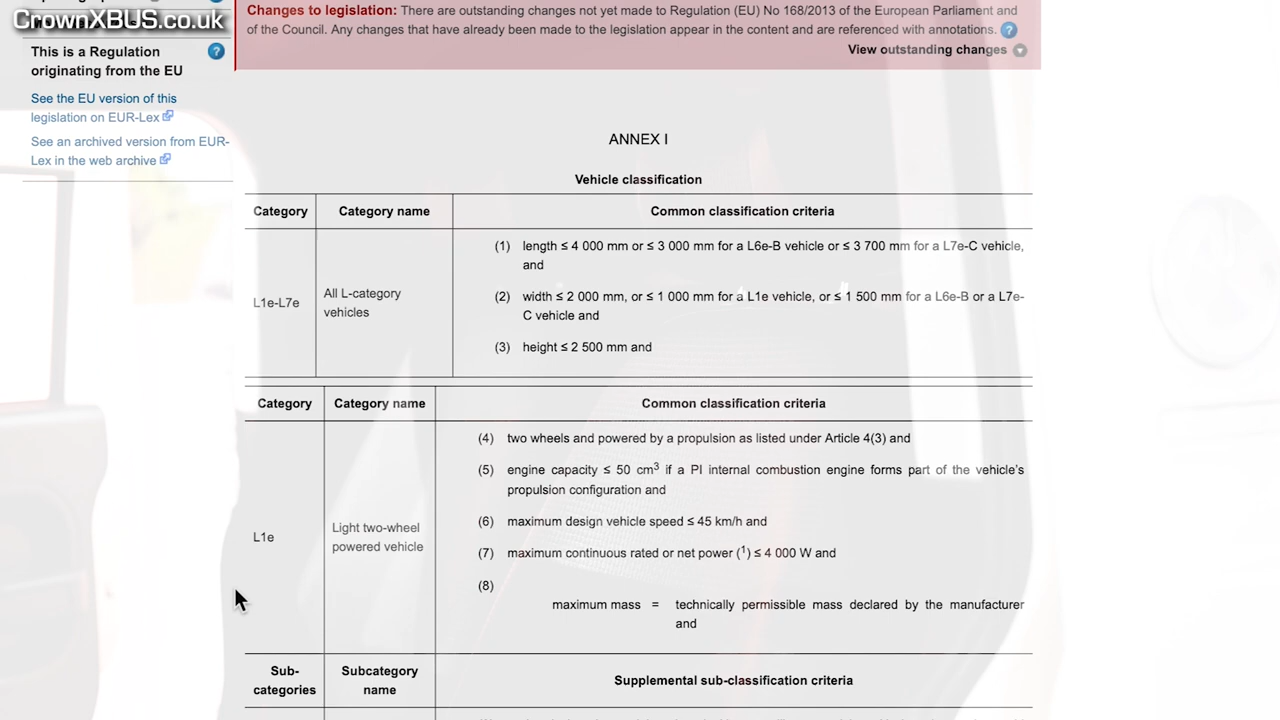 CrownXBUS.co.uk
This is a Regulation
originating from the EU
?
See the EU version of this
legislation on EUR-Lex
See an archived version from EUR-
Lex in the web archive
Changes to legislation: There are outstanding changes not yet made to Regulation (EU) No 168/2013 of the European Parliament and
of the Council. Any changes that have already been made to the legislation appear in the content and are referenced with annotations. ?
View outstanding changes
ANNEX I
Vehicle classification
Category Category name Common classification criteria
(1) length ≤ 4 000 mm or ≤ 3 000 mm for a L6e-B vehicle or ≤ 3 700 mm for a L7e-C vehicle,
and
L1e-L7e All L-category
vehicles
(2) width ≤ 2 000 mm, or ≤ 1 000 mm for a L1e vehicle, or ≤ 1 500 mm for a L6e-B or a L7e-
C vehicle and
(3) height ≤ 2 500 mm and
Category Category name Common classification criteria
(4) two wheels and powered by a propulsion as listed under Article 4(3) and
(5) engine capacity ≤ 50 cm³ if a PI internal combustion engine forms part of the vehicle's
propulsion configuration and
(6) maximum design vehicle speed ≤ 45 km/h and
L1e Light two-wheel
powered vehicle
(7) maximum continuous rated or net power (¹) ≤ 4 000 W and
(8)
maximum mass = technically permissible mass declared by the manufacturer
and
Sub-
categories Subcategory
name Supplemental sub-classification criteria